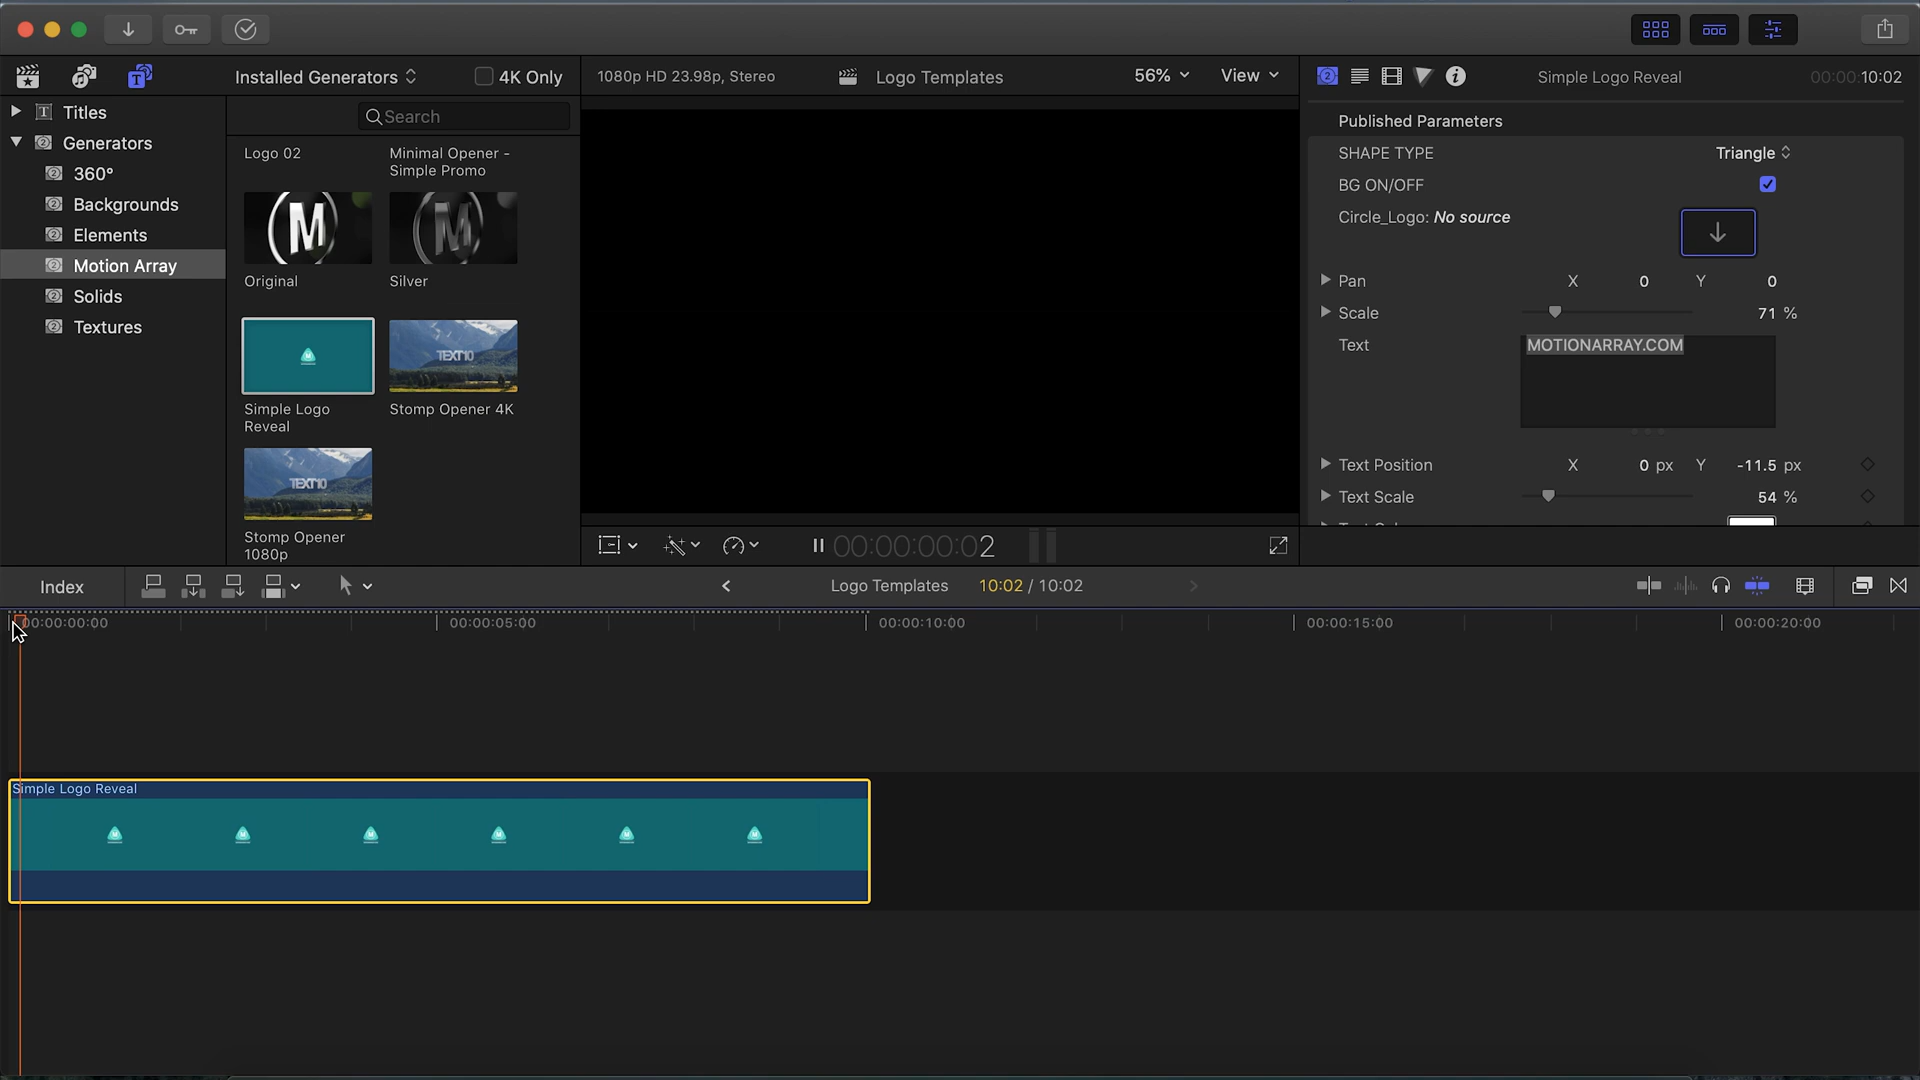 Installed Generators
4K Only
1080p HD 23.98p, Stereo
Logo Templates
56%
View
Simple Logo Reveal
00:00:10:02
Titles
Generators
360°
Backgrounds
Elements
Motion Array
Solids
Textures
Search
Logo 02
Minimal Opener -
Simple Promo
M
M
Original
Silver
M
TEXT10
Simple Logo
Reveal
Stomp Opener 4K
TEXT10
Stomp Opener
1080p
Published Parameters
SHAPE TYPE
Triangle
BG ON/OFF
Circle_Logo: No source
Pan
X
0
Y
0
Scale
71 %
Text
MOTIONARRAY.COM
Text Position
X
0 px
Y
-11.5 px
Text Scale
54 %
00:00:00:02
Index
Logo Templates
10:02 / 10:02
00:00:00:00
00:00:05:00
00:00:10:00
00:00:15:00
00:00:20:00
Simple Logo Reveal